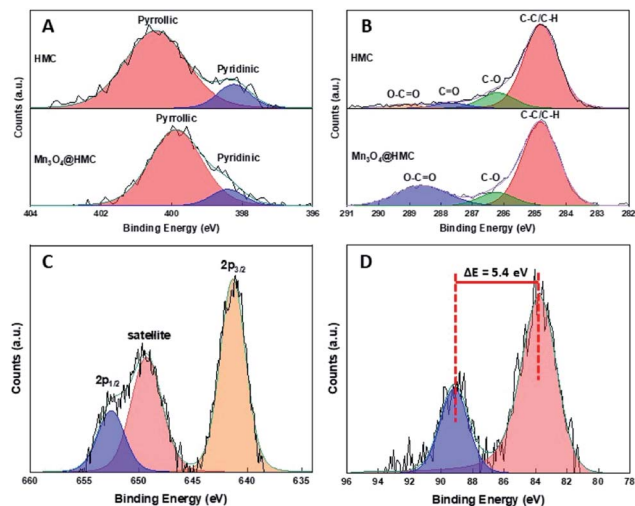 A
Pyrrollic
HMC
Pyridinic
Pyrrollic
Mn₃O₄@HMC
Pyridinic
Counts (a.u.)
404 402 400 398 396
Binding Energy (eV)
B
C-C/C-H
HMC
C-O
C=O
O-C=O
C-C/C-H
Mn₃O₄@HMC
O-C=O
C-O
Counts (a.u.)
291 290 289 288 287 286 285 284 283 282
Binding Energy (eV)
C
2p3/2
satellite
2p1/2
Counts (a.u.)
660 655 650 645 640 635
Binding Energy (eV)
D
ΔE = 5.4 eV
Counts (a.u.)
96 94 92 90 88 86 84 82 80 78
Binding Energy (eV)